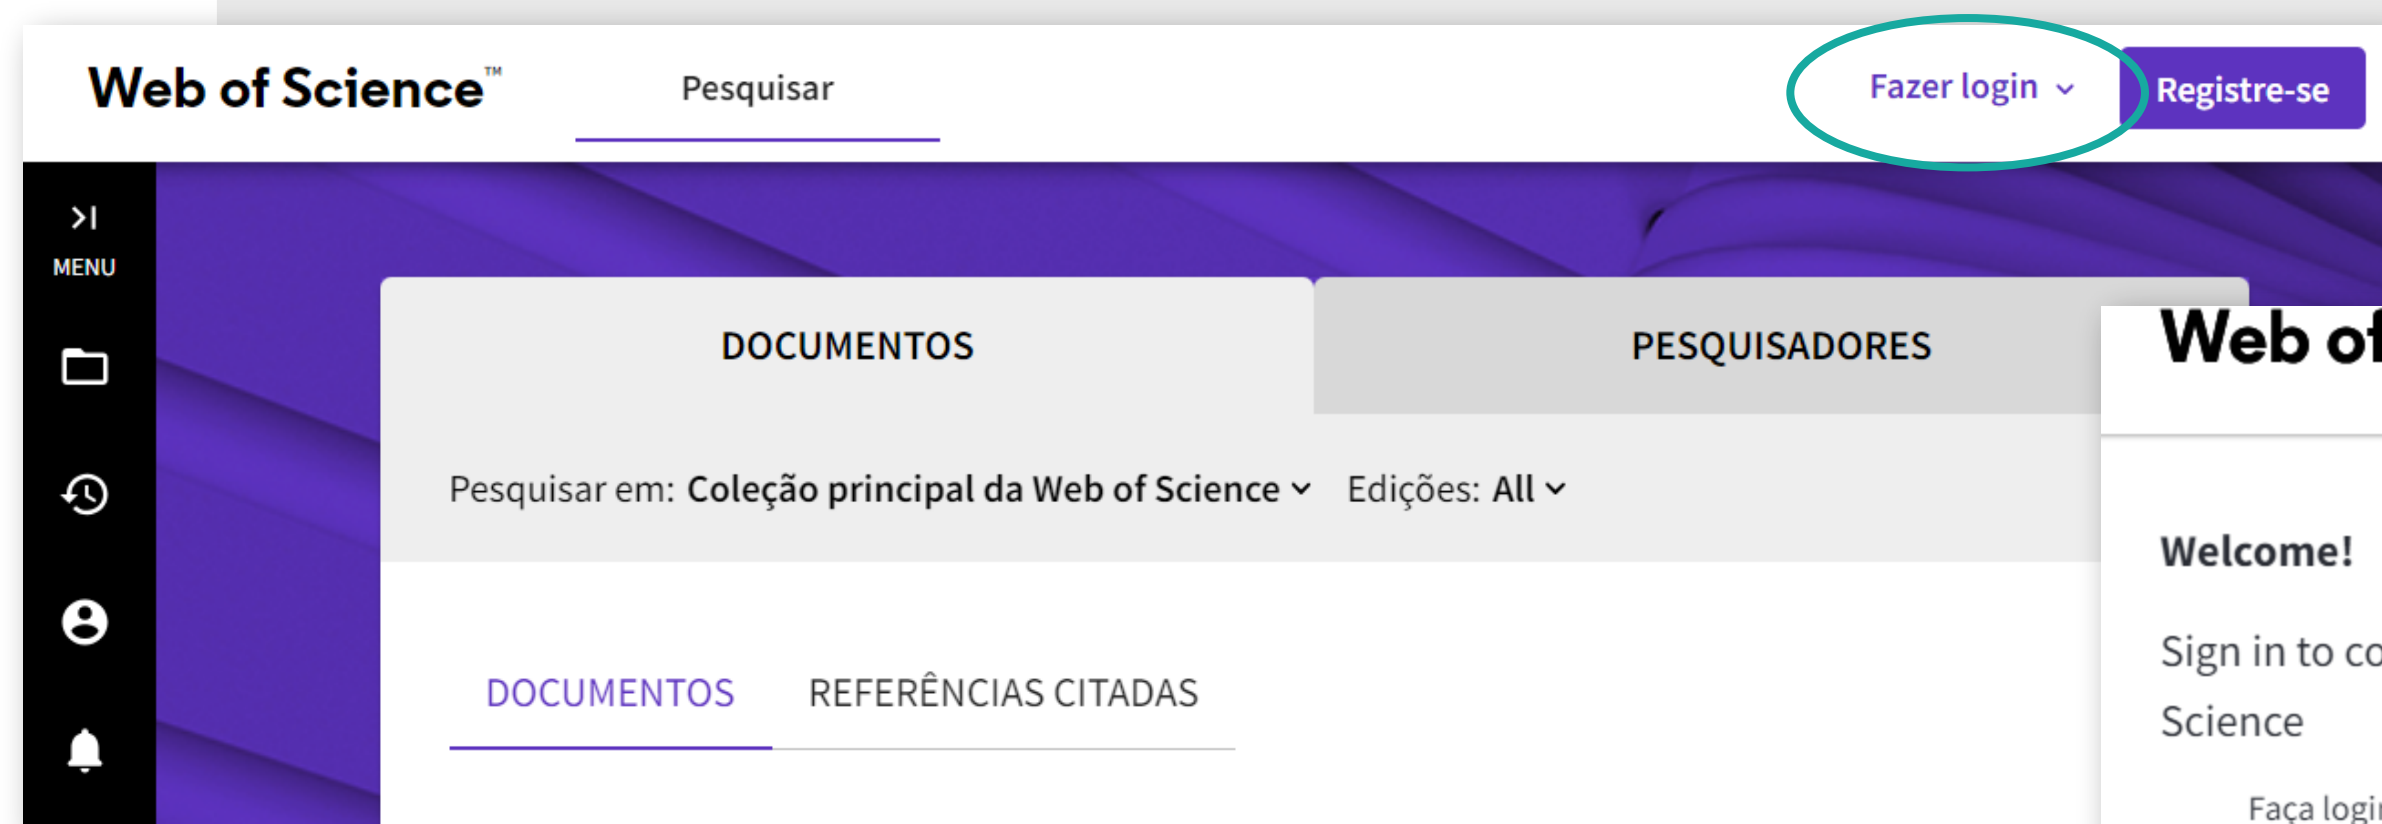 Web of Science™
Pesquisar
Fazer login
Registre-se
MENU
DOCUMENTOS
PESQUISADORES
Web of
Pesquisar em: Coleção principal da Web of Science Edições: All
Welcome!
Sign in to co
Science
DOCUMENTOS REFERÊNCIAS CITADAS
Faça login